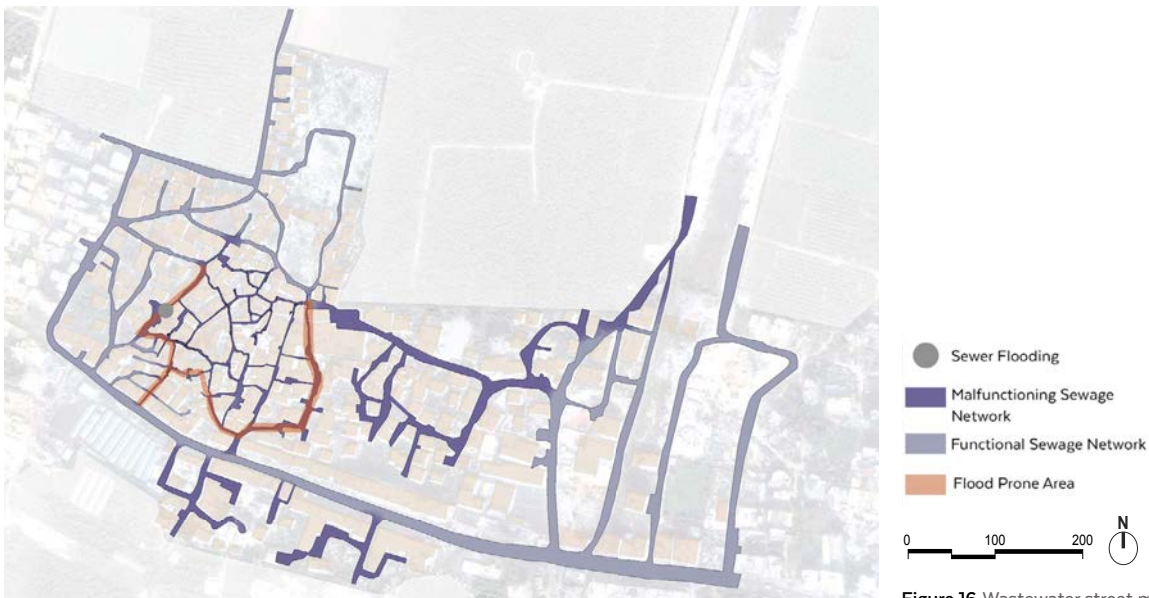 Sewer Flooding
Malfunctioning Sewage
Network
Functional Sewage Network
Flood Prone Area
N
0 100 200
Figure 16 Wastewater street